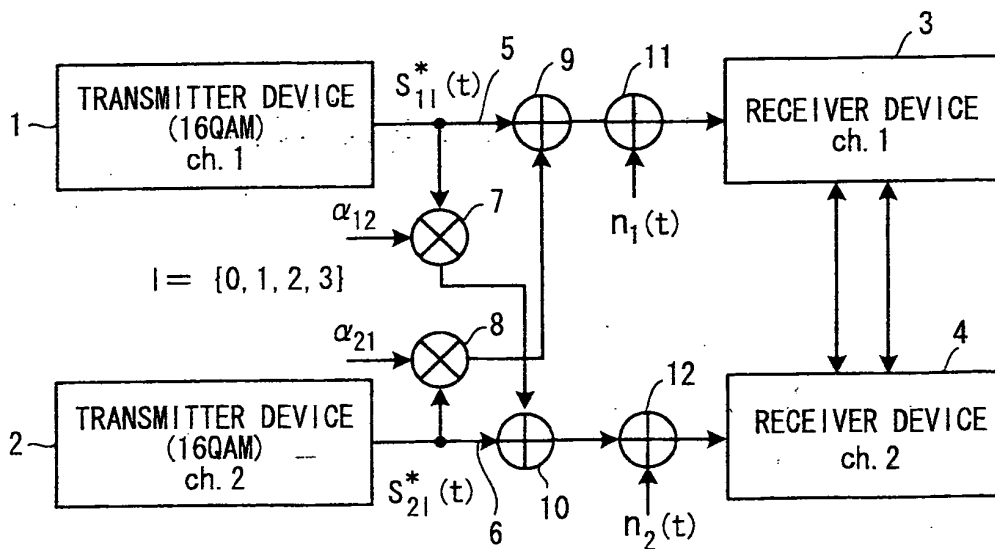 3
5
9
11
S*1l(t)
TRANSMITTER DEVICE
(16QAM)
ch. 1
1
RECEIVER DEVICE
ch. 1
7
α12
n1(t)
l = {0, 1, 2, 3}
8
α21
12
4
TRANSMITTER DEVICE
(16QAM)
ch. 2
2
RECEIVER DEVICE
ch. 2
S*2l(t)
6
10
n2(t)